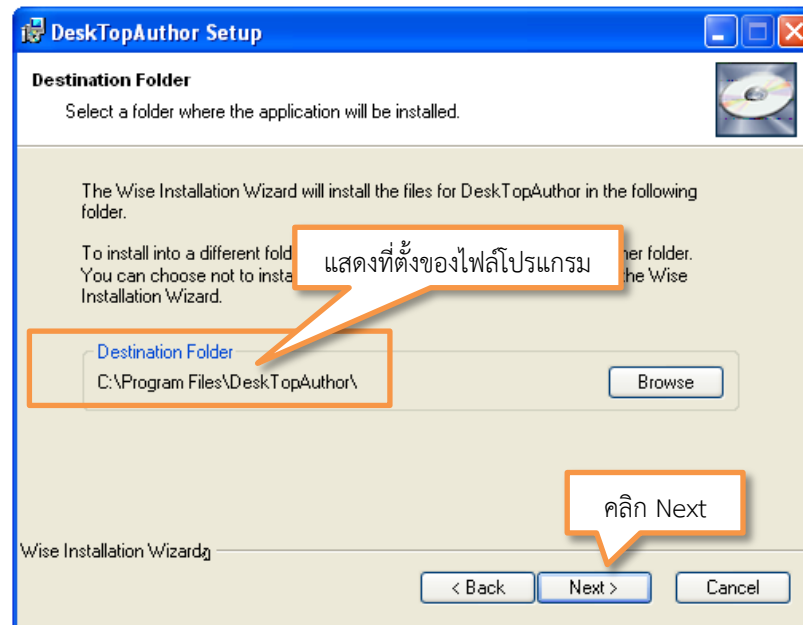 DeskTopAuthor Setup
Destination Folder
Select a folder where the application will be installed.
The Wise Installation Wizard will install the files for DeskTopAuthor in the following
folder.
To install into a different fold
er folder.
You can choose not to insta
the Wise
Installation Wizard.
แสดงที่ตั้งของไฟล์โปรแกรม
Destination Folder
C:\Program Files\DeskTopAuthor\
Browse
คลิก Next
Wise Installation Wizard
< Back
Next >
Cancel